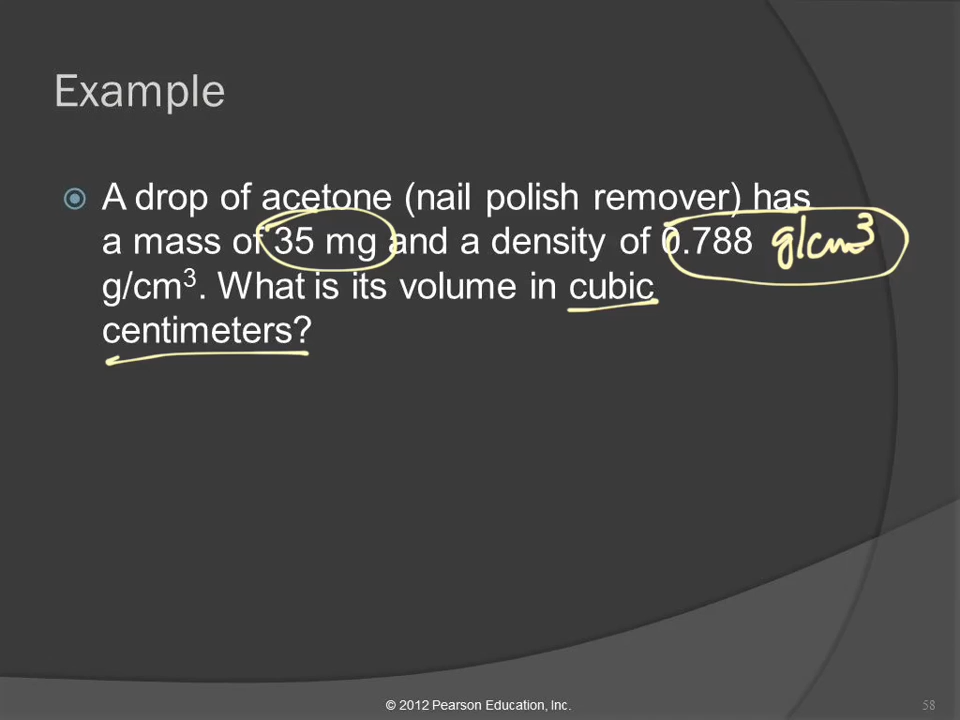 Example
A drop of acetone (nail polish remover) has
a mass of 35 mg and a density of 0.788 g/cm³
g/cm³. What is its volume in cubic
centimeters?
© 2012 Pearson Education, Inc.
58